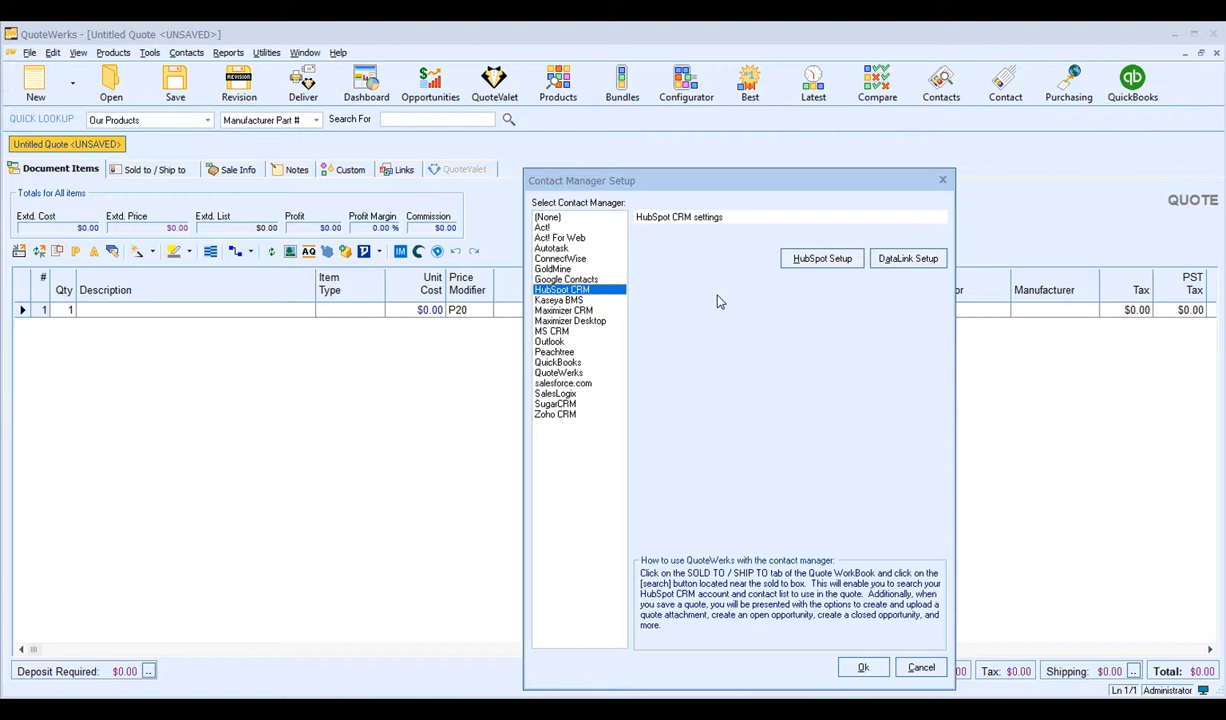 QuoteWerks - [Untitled Quote <UNSAVED>]
File Edit View Products Tools Contacts Reports Utilities Window Help
New Open Save Revision Deliver Dashboard Opportunities QuoteValet Products Bundles Configurator Best Latest Compare Contacts Contact Purchasing QuickBooks
QUICK LOOKUP Our Products Manufacturer Part # Search For
Untitled Quote <UNSAVED>
Document Items Sold to / Ship to Sale Info Notes Custom Links QuoteValet
Totals for All items
Extd. Cost Extd. Price Extd. List Profit Profit Margin Commission
$0.00 $0.00 $0.00 $0.00 0.00 % $0.00
QUOTE
# Qty Description Item Type Unit Cost Price Modifier
or Manufacturer Tax PST Tax
1 1 $0.00 P20 $0.00 $0.00
Contact Manager Setup
Select Contact Manager:
(None)
Act!
Act! For Web
Autotask
ConnectWise
GoldMine
Google Contacts
HubSpot CRM
Kaseya BMS
Maximizer CRM
Maximizer Desktop
MS CRM
Outlook
Peachtree
QuickBooks
QuoteWerks
salesforce.com
SalesLogix
SugarCRM
Zoho CRM
HubSpot CRM settings
HubSpot Setup DataLink Setup
How to use QuoteWerks with the contact manager:
Click on the SOLD TO / SHIP TO tab of the Quote WorkBook and click on the
[search] button located near the sold to box. This will enable you to search your
HubSpot CRM account and contact list to use in the quote. Additionally, when
you save a quote, you will be presented with the options to create and upload a
quote attachment, create an open opportunity, create a closed opportunity, and
more.
Ok Cancel
Deposit Required: $0.00 .. Tax: $0.00 Shipping: $0.00 .. Total: $0.00
Ln 1/1 Administrator